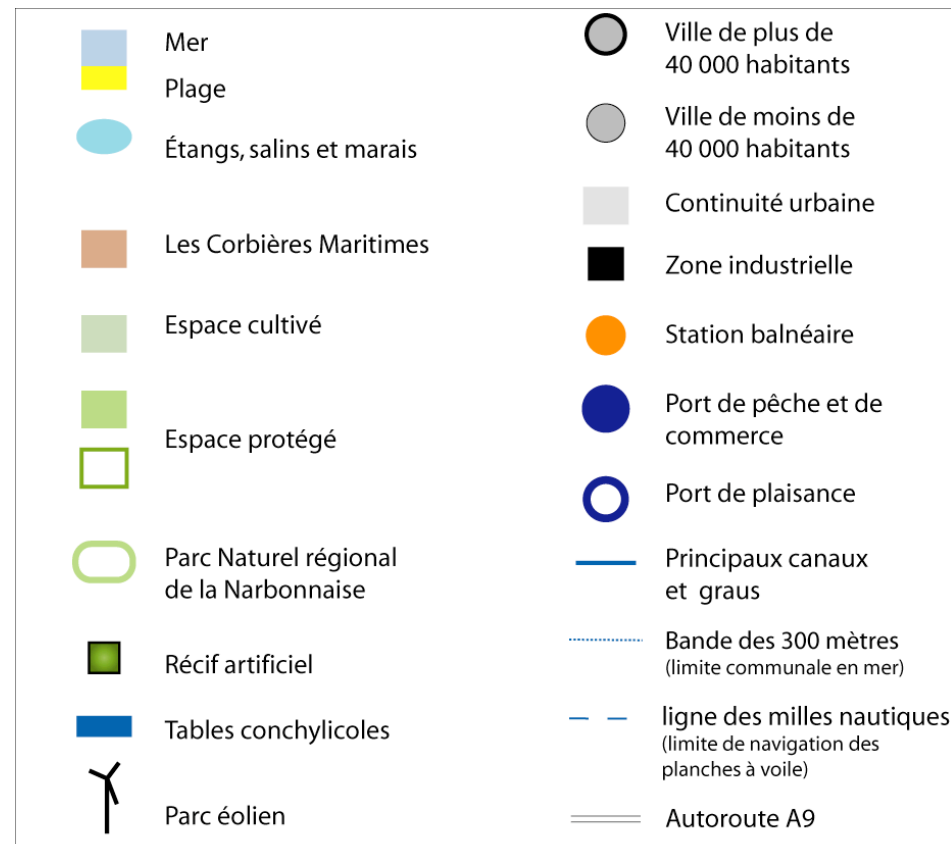 Mer
Plage
Étangs, salins et marais
Les Corbières Maritimes
Espace cultivé
Espace protégé
Parc Naturel régional
de la Narbonnaise
Récif artificiel
Tables conchylicoles
Parc éolien
Ville de plus de
40 000 habitants
Ville de moins de
40 000 habitants
Continuité urbaine
Zone industrielle
Station balnéaire
Port de pêche et de
commerce
Port de plaisance
Principaux canaux
et graus
Bande des 300 mètres
(limite communale en mer)
ligne des milles nautiques
(limite de navigation des
planches à voile)
Autoroute A9